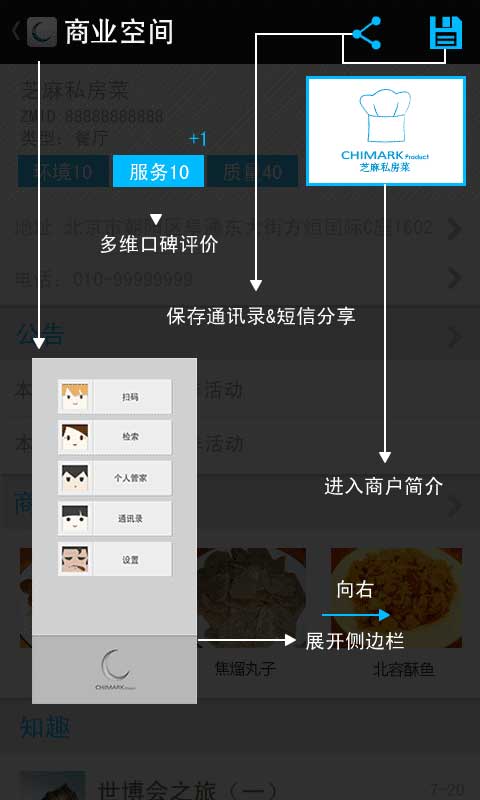 商业空间
芝麻私房菜
ZMID 88888888888
类型: 餐厅
+1
环境10 服务10 质量40
CHIMARK Product
芝麻私房菜
地址: 北京市朝阳区阜通东大街方恒国际C座1602
多维口碑评价
电话: 010-99999999
保存通讯录&短信分享
公告
扫码
本 活动
检索
本 活动
个人管家
进入商户简介
商
通讯录
设置
向右
展开侧边栏
焦熘丸子
北容酥鱼
CHIMARK Product
知趣
世博会之旅（一）
7-20